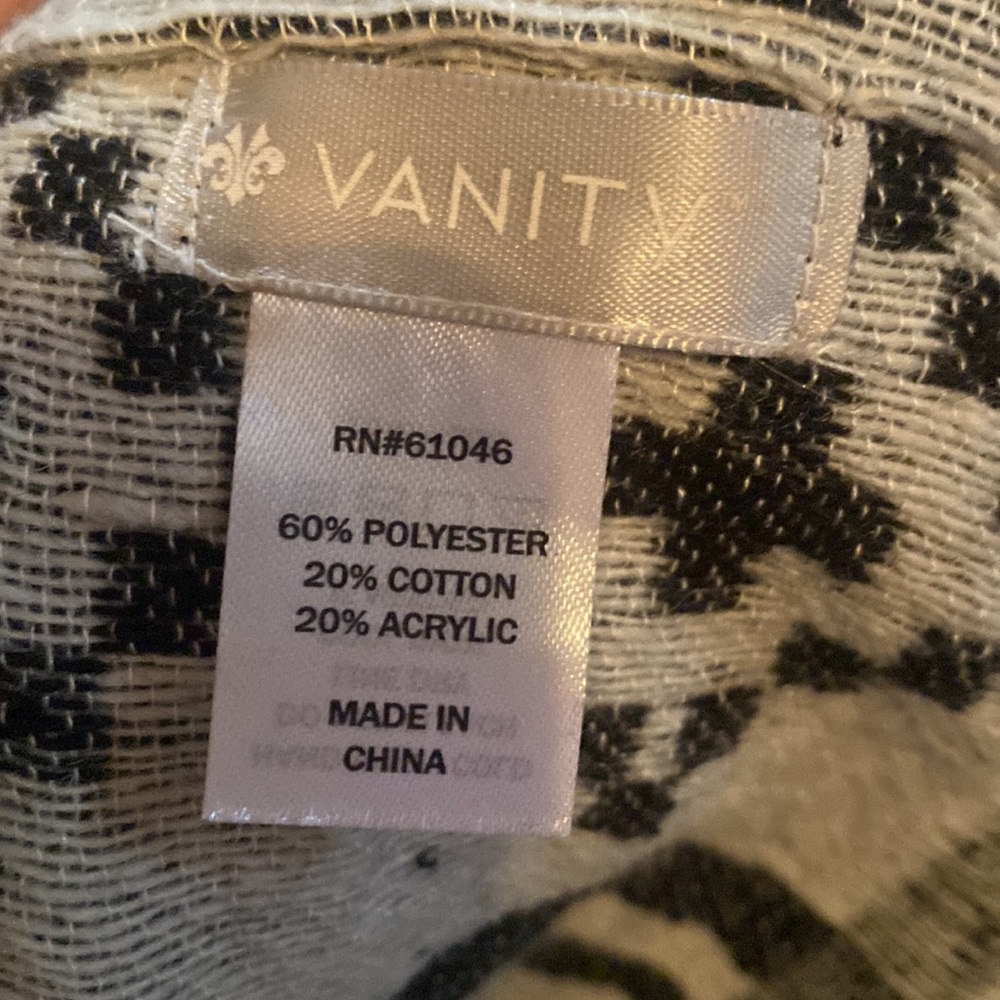 VANITY
RN#61046
60% POLYESTER
20% COTTON
20% ACRYLIC
MADE IN
CHINA